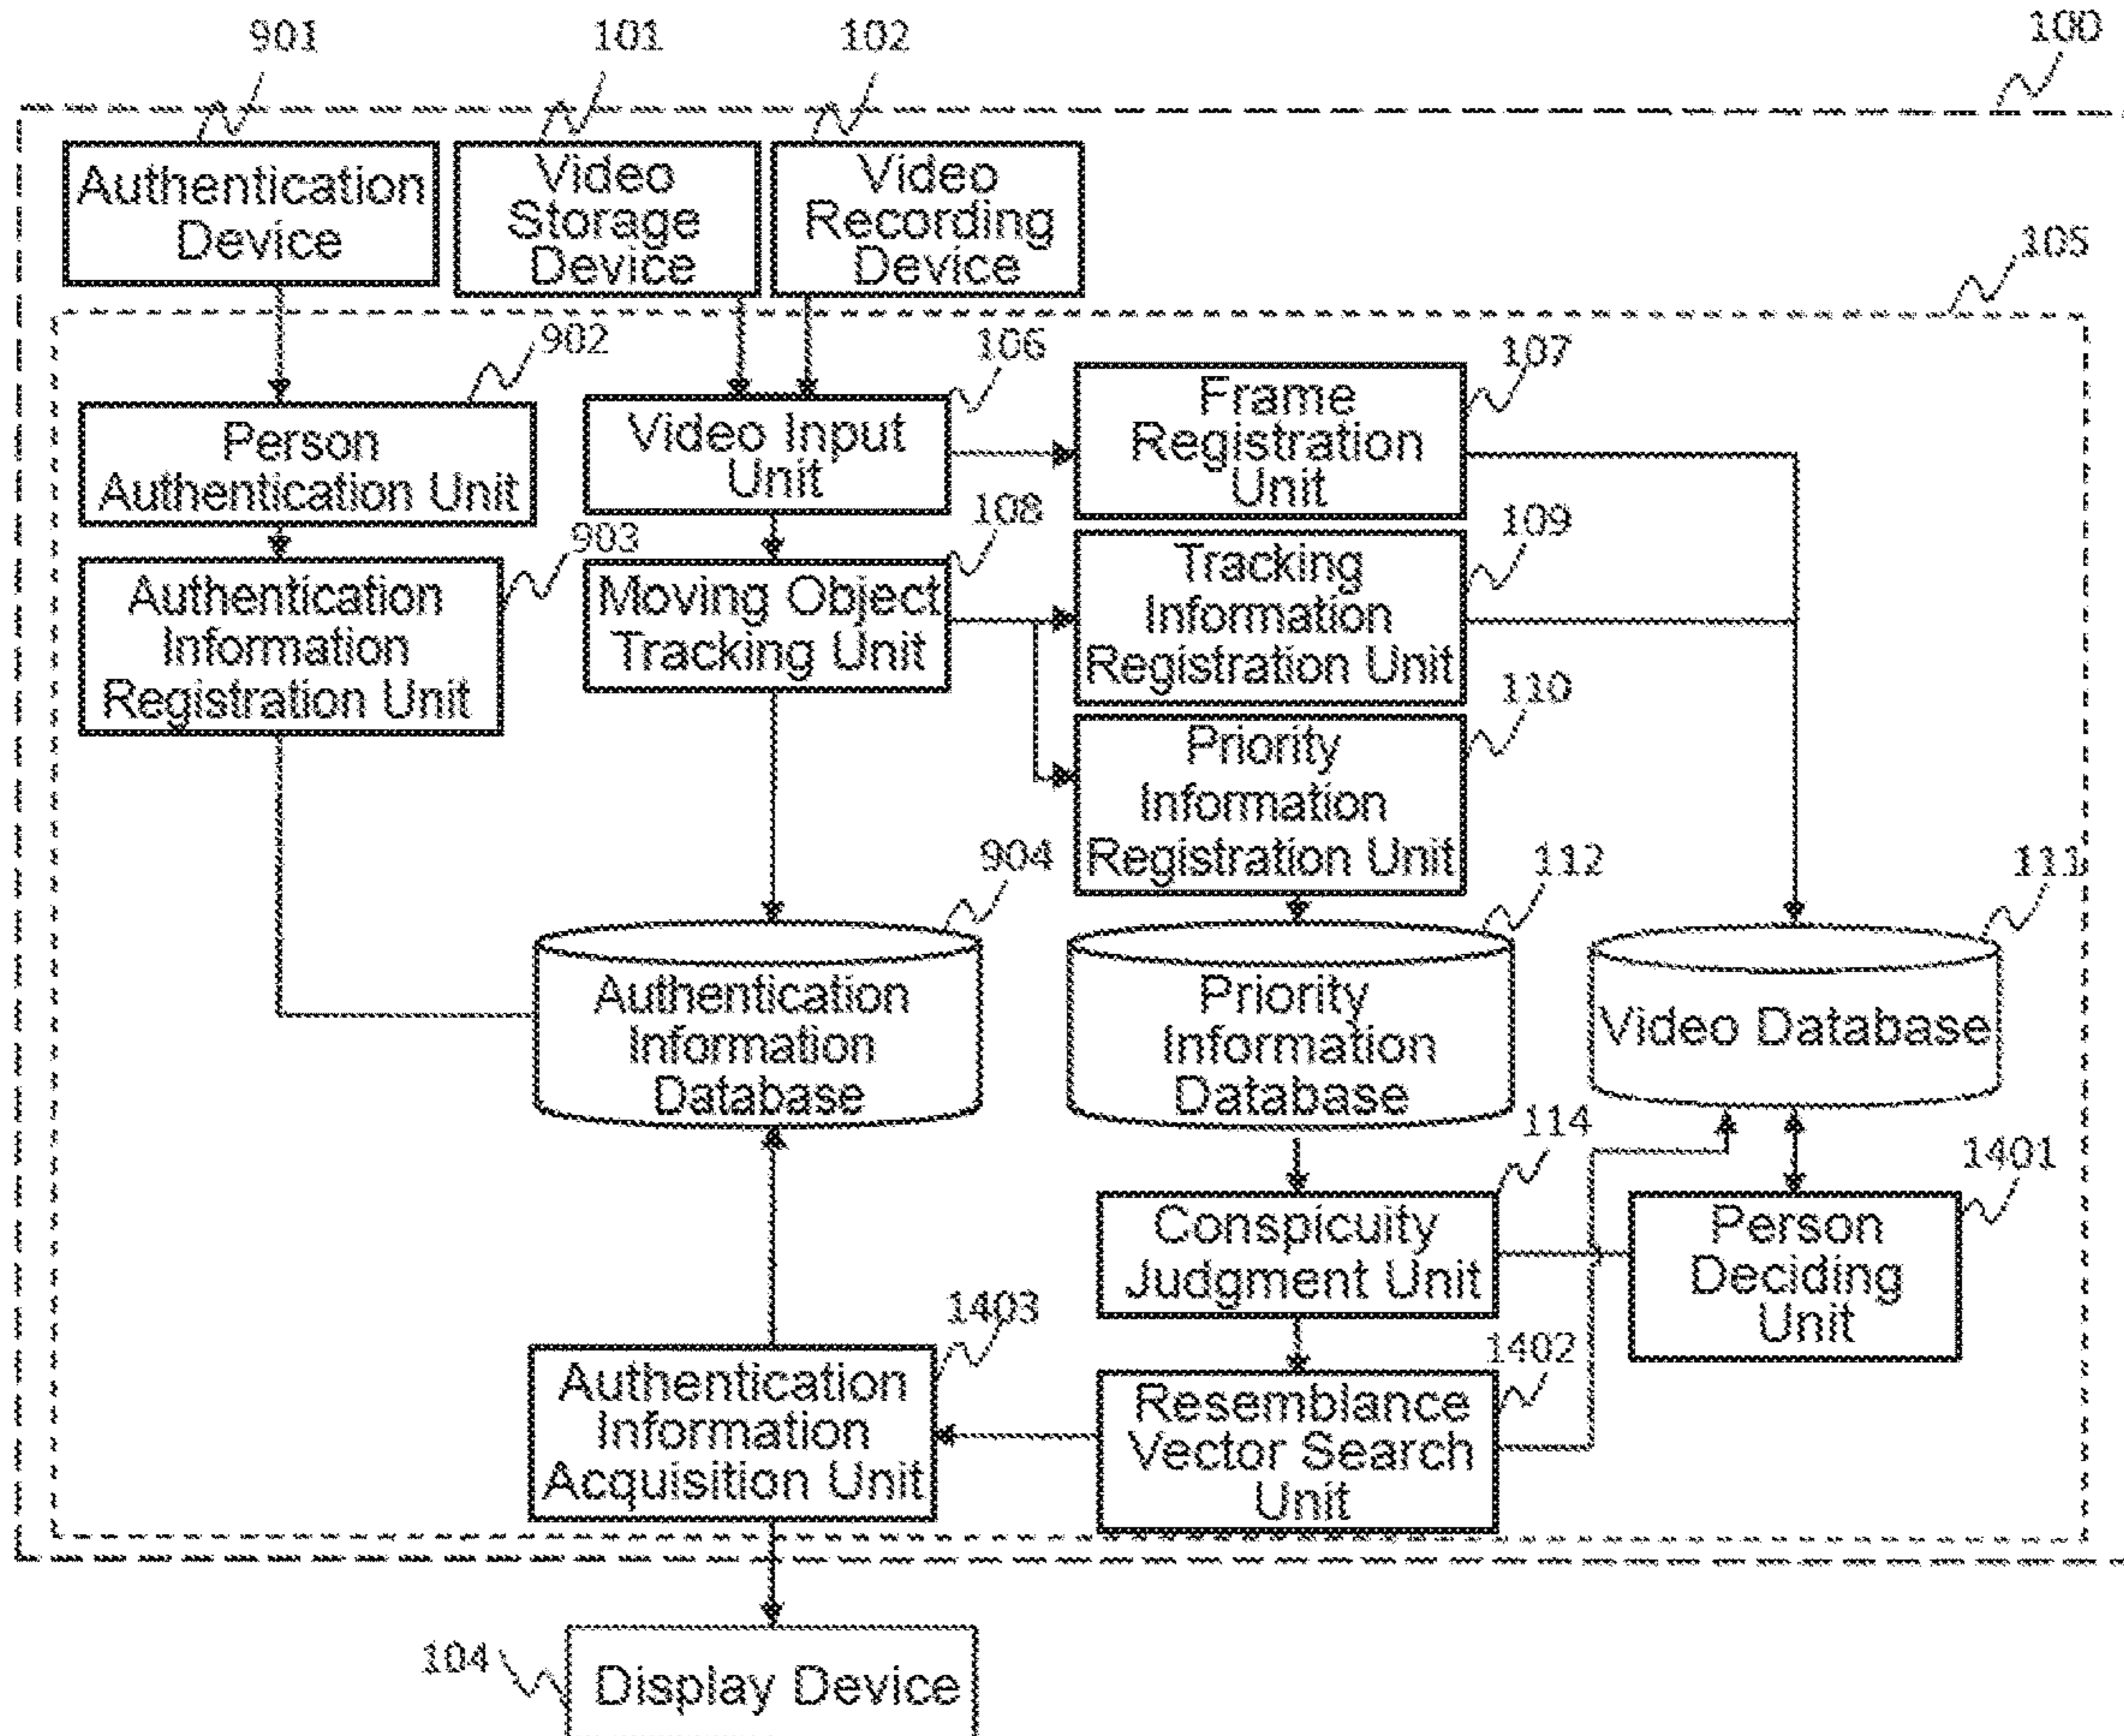 901
101
102
100
Authentication
Device
Video
Storage
Device
Video
Recording
Device
105
902
106
107
Person
Authentication Unit
Video Input
Unit
Frame
Registration
Unit
903
108
109
Authentication
Information
Registration Unit
Moving Object
Tracking Unit
Tracking
Information
Registration Unit
110
Priority
Information
Registration Unit
904
112
111
Authentication
Information
Database
Priority
Information
Database
Video Database
114
1401
Conspicuity
Judgment Unit
Person
Deciding
Unit
1403
1402
Authentication
Information
Acquisition Unit
Resemblance
Vector Search
Unit
104
Display Device